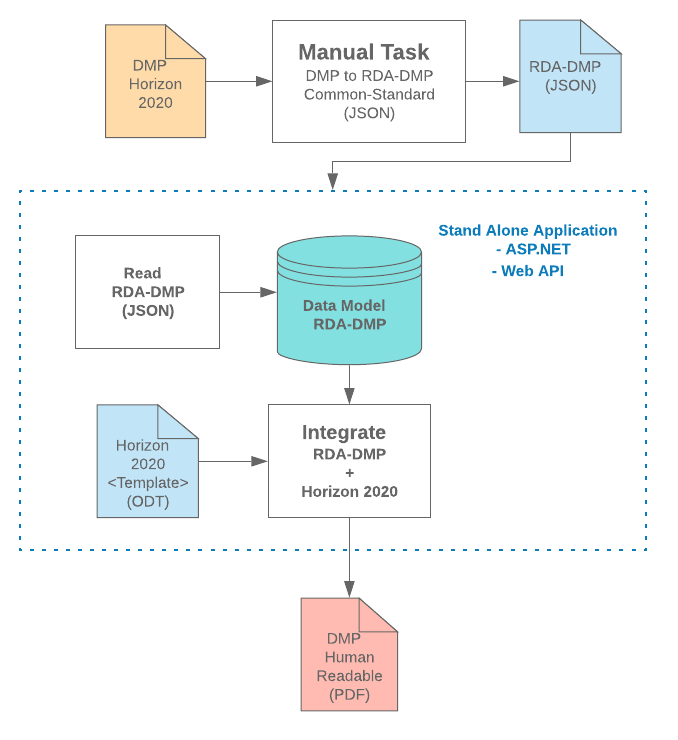 DMP
Horizon
2020
Manual Task
DMP to RDA-DMP
Common-Standard
(JSON)
RDA-DMP
(JSON)
Stand Alone Application
- ASP.NET
- Web API
Read
RDA-DMP
(JSON)
Data Model
RDA-DMP
Horizon
2020
<Template>
(ODT)
Integrate
RDA-DMP
+
Horizon 2020
DMP
Human
Readable
(PDF)